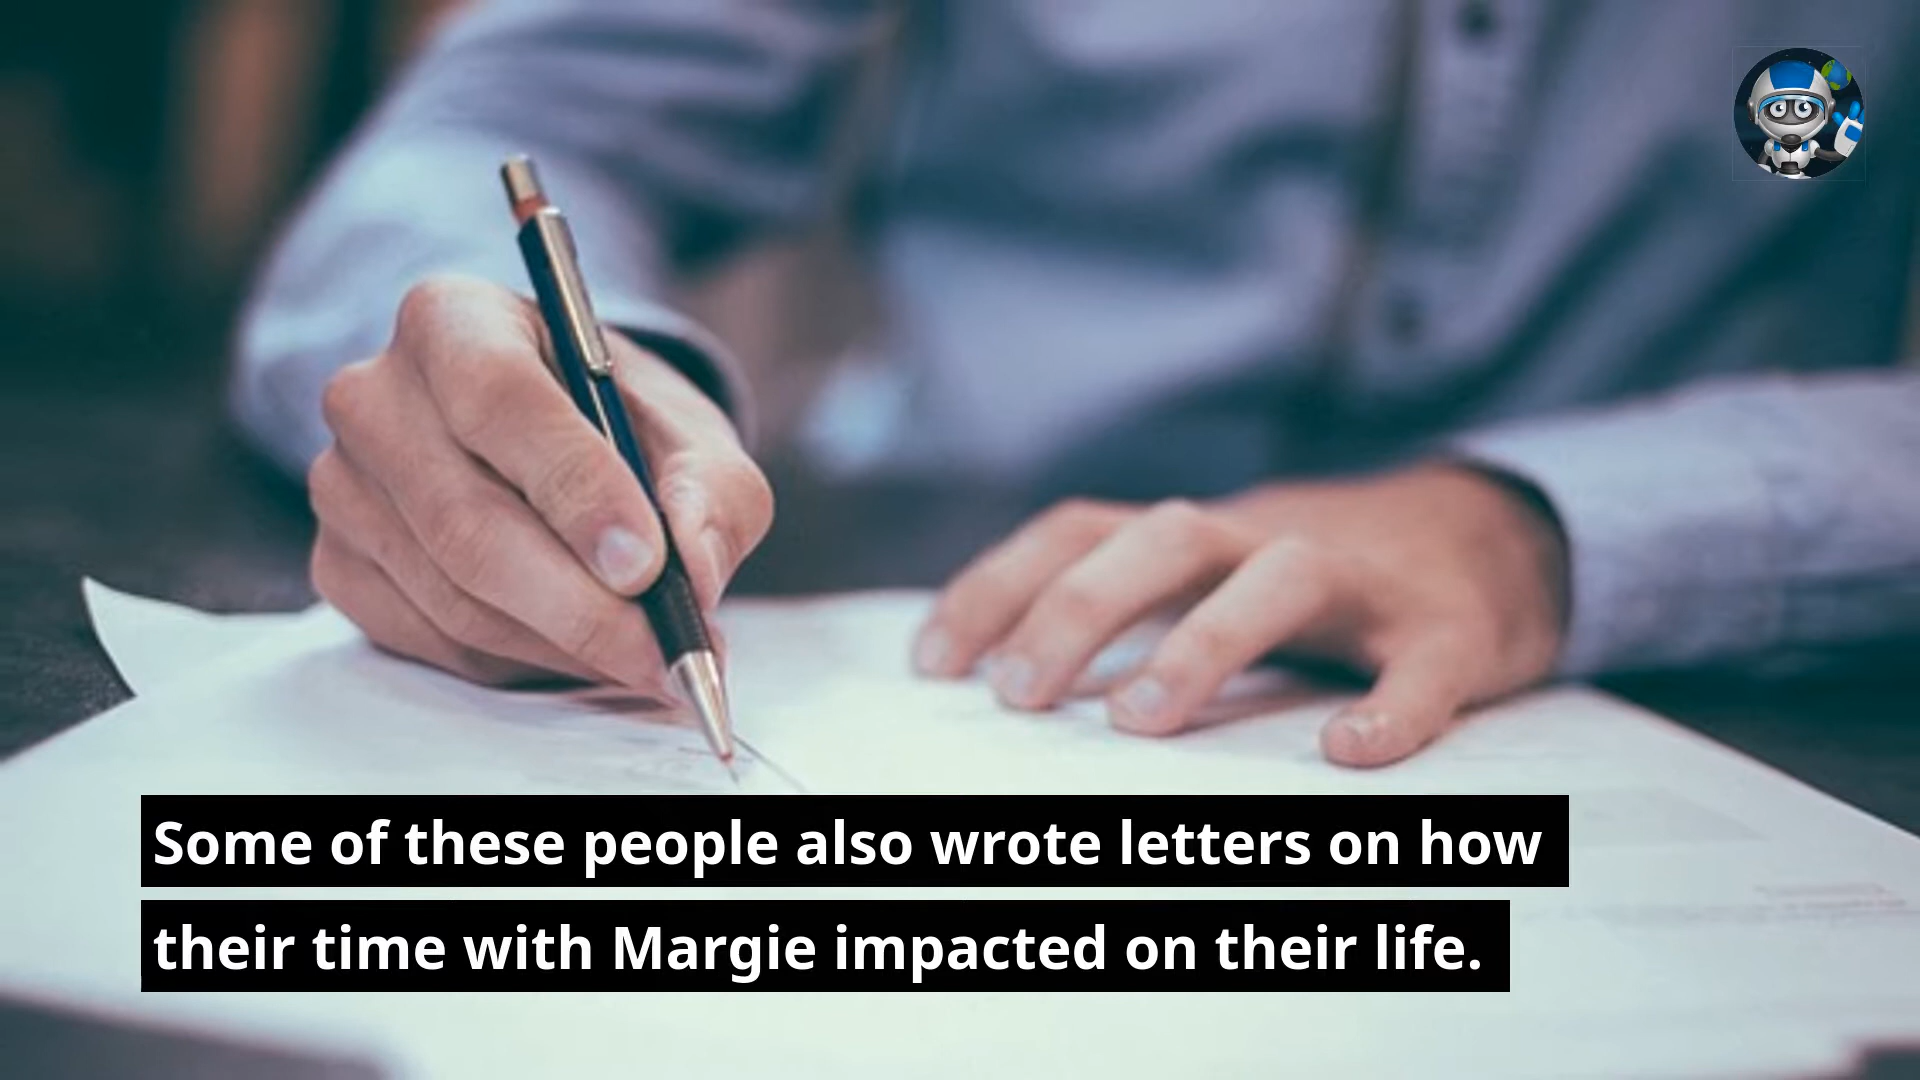 Some of these people also wrote letters on how
their time with Margie impacted on their life.